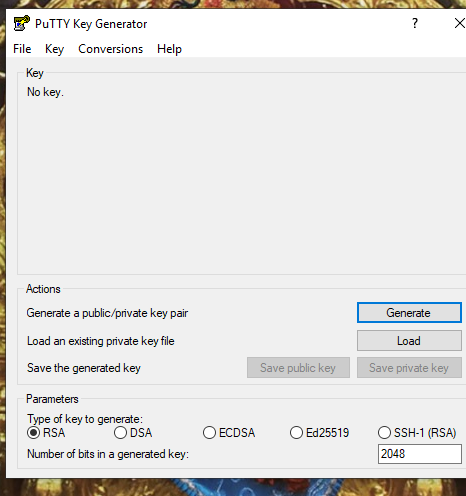 PuTTY Key Generator ?
File Key Conversions Help
Key
No key.
Actions
Generate a public/private key pair Generate
Load an existing private key file Load
Save the generated key Save public key Save private key
Parameters
Type of key to generate:
RSA DSA ECDSA Ed25519 SSH-1 (RSA)
Number of bits in a generated key: 2048